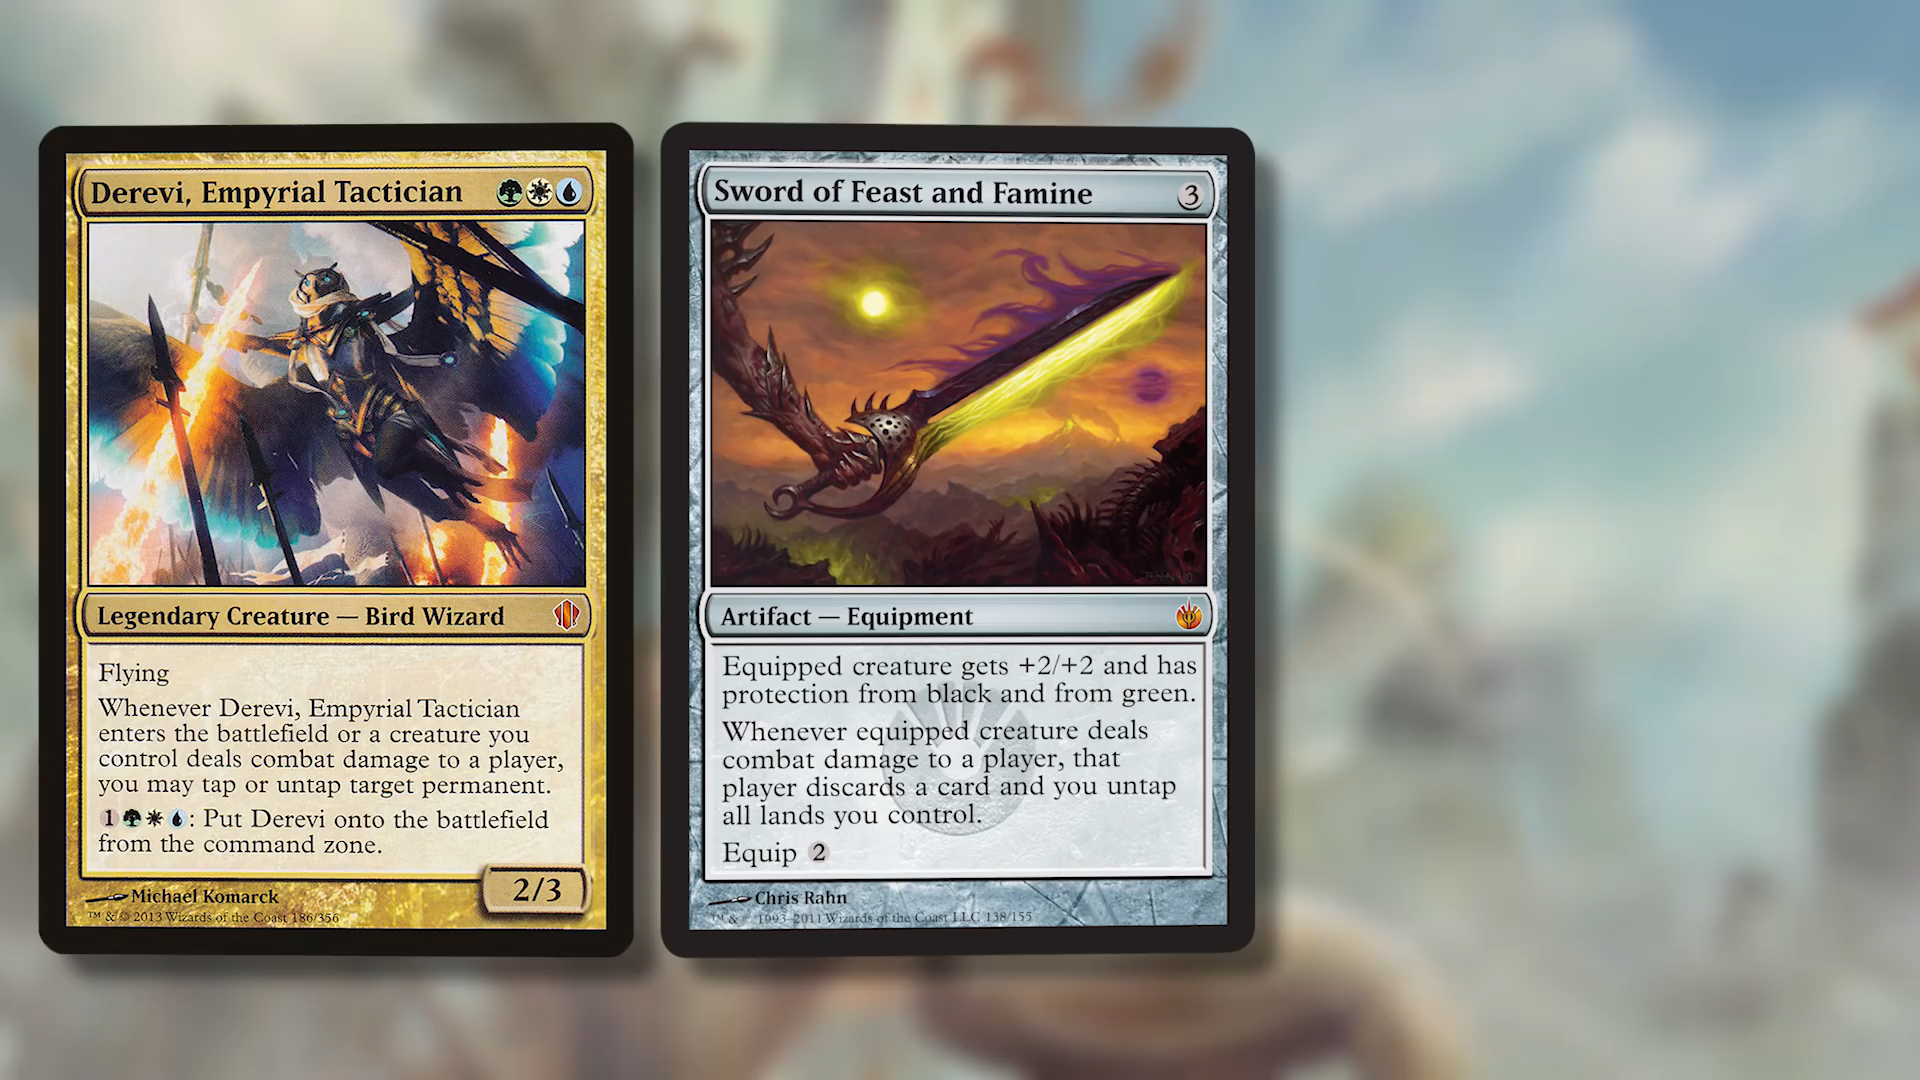 Derevi, Empyrial Tactician
Legendary Creature — Bird Wizard
Flying
Whenever Derevi, Empyrial Tactician
enters the battlefield or a creature you
control deals combat damage to a player,
you may tap or untap target permanent.
1 : Put Derevi onto the battlefield
from the command zone.
2/3
Michael Komarck
™ & © 2013 Wizards of the Coast 186/356
Sword of Feast and Famine
3
Artifact — Equipment
Equipped creature gets +2/+2 and has
protection from black and from green.
Whenever equipped creature deals
combat damage to a player, that
player discards a card and you untap
all lands you control.
Equip 2
Chris Rahn
™ & © 1993–2011 Wizards of the Coast LLC 138/155